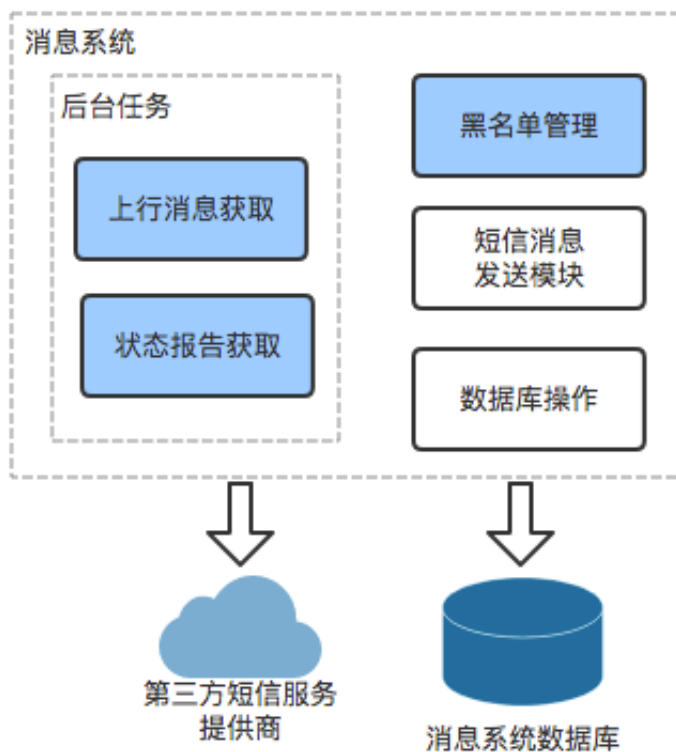 消息系统
后台任务
上行消息获取
状态报告获取
黑名单管理
短信消息
发送模块
数据库操作
第三方短信服务
提供商
消息系统数据库